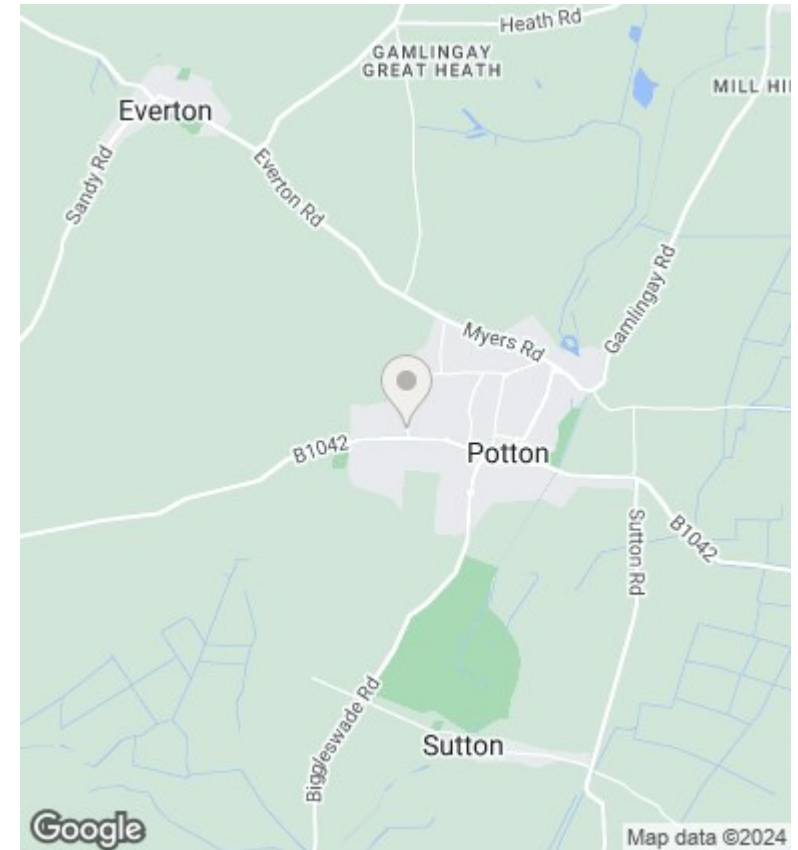 Heath Rd
GAMLINGAY
GREAT HEATH
MILL HI
Everton
Sandy Rd
Everton Rd
Gamlingay Rd
Myers Rd
B1042
Potton
Sutton Rd
B1042
Biggleswade Rd
Sutton
Google
Map data ©2024